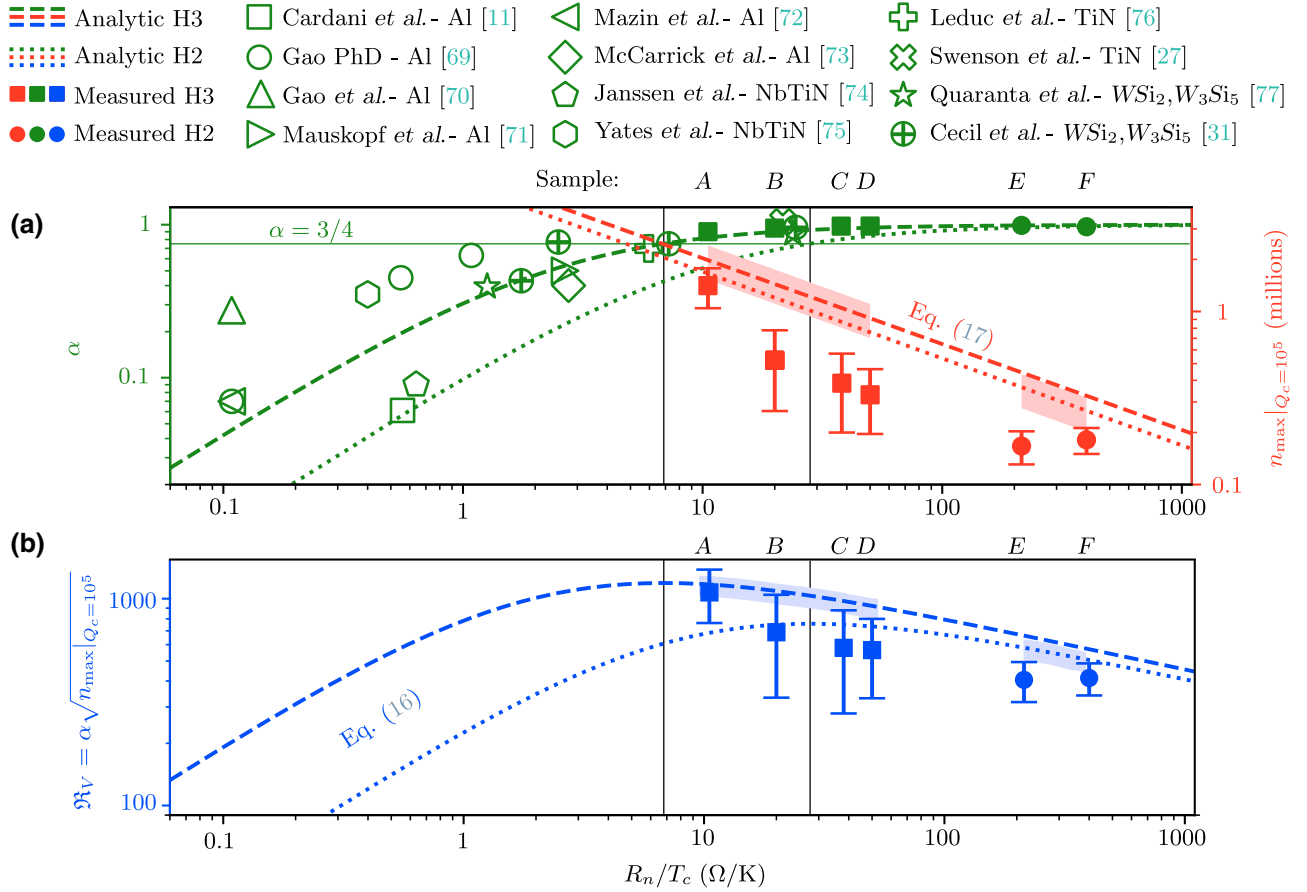 Analytic H3
Analytic H2
Measured H3
Measured H2
Cardani et al.- Al [11]
Gao PhD - Al [69]
Gao et al.- Al [70]
Mauskopf et al.- Al [71]
Mazin et al.- Al [72]
McCarrick et al.- Al [73]
Janssen et al.- NbTiN [74]
Yates et al.- NbTiN [75]
Leduc et al.- TiN [76]
Swenson et al.- TiN [27]
Quaranta et al.- WSi₂,W₃Si₅ [77]
Cecil et al.- WSi₂,W₃Si₅ [31]
Sample: A B C D E F
(a)
α = 3/4
Eq. (17)
α
1
0.1
n_max|Q_c=10⁵ (millions)
1
0.1
0.1 1 10 100 1000
(b)
A B C D E F
Eq. (16)
ℜ_V = α√n_max|Q_c=10⁵
1000
100
0.1 1 10 100 1000
R_n/T_c (Ω/K)